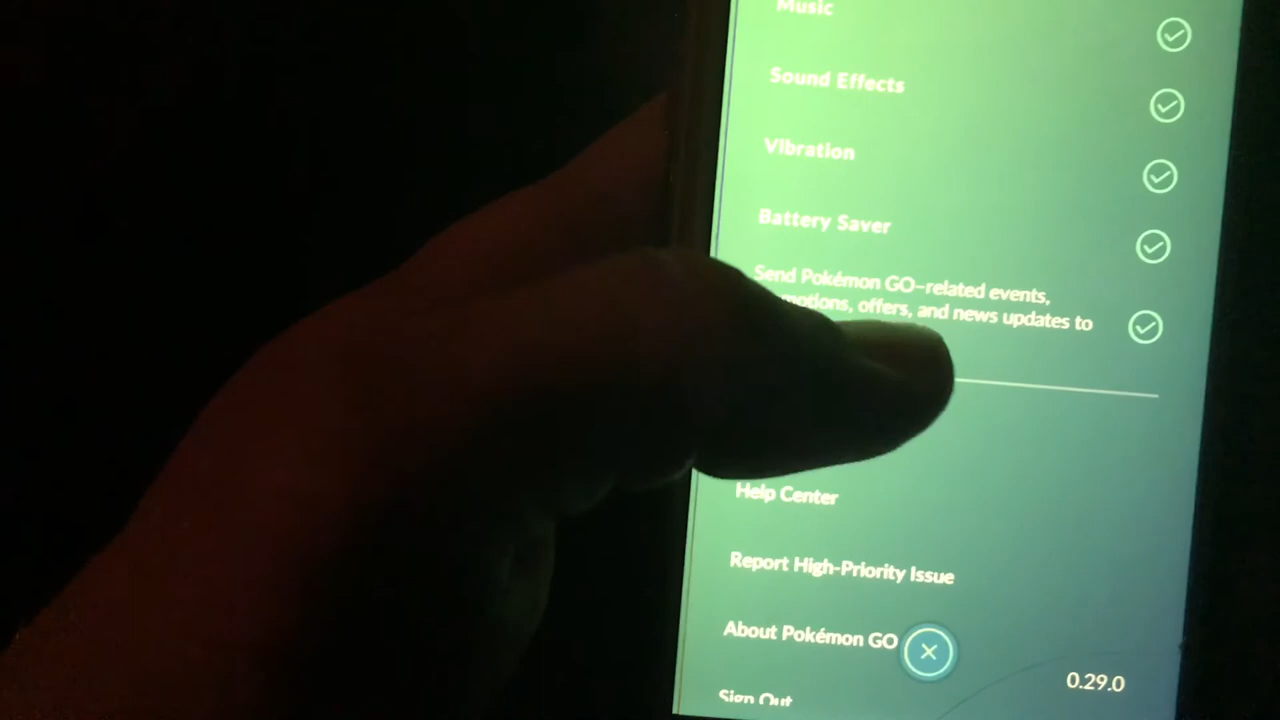 Music
Sound Effects
Vibration
Battery Saver
Send Pokémon GO-related events,
offers, and news updates to
Help Center
Report High-Priority Issue
About Pokémon GO
0.29.0
Sign Out